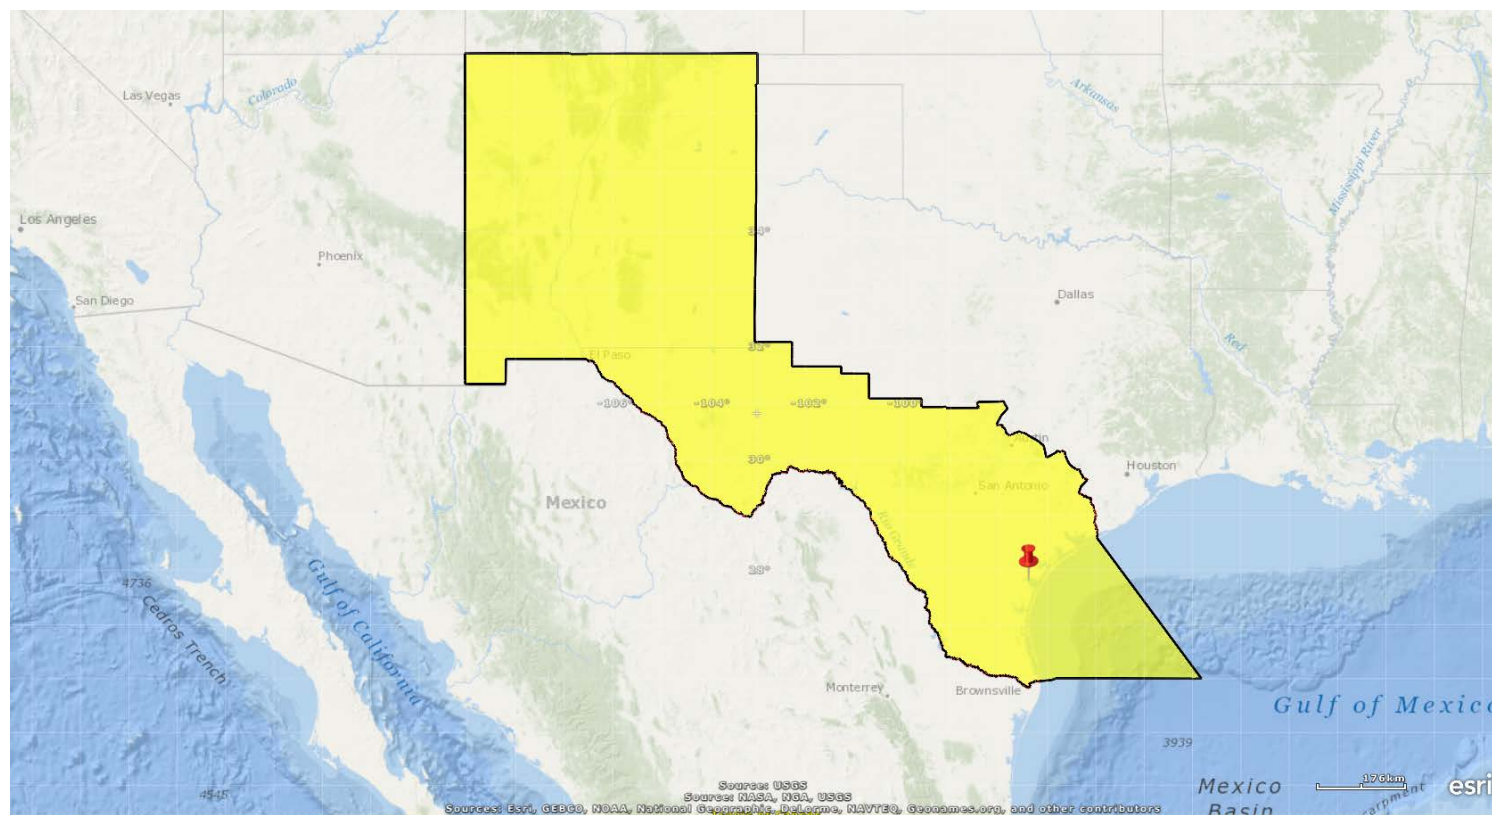 Las Vegas
Colorado
Arkansas
Mississippi River
Los Angeles
Phoenix
34°
San Diego
Dallas
Red
El Paso
32°
-106°
-104°
-102°
-100°
Austin
30°
Houston
San Antonio
Mexico
Rio Grande
28°
4736
Cedros Trench
Gulf of California
Monterrey
Brownsville
Gulf of Mexico
3939
176km
Mexico
Basin
esri
4545
Source: USGS
Source: NASA, NGA, USGS
Sources: Esri, GEBCO, NOAA, National Geographic, DeLorme, NAVTEQ, Geonames.org, and other contributors